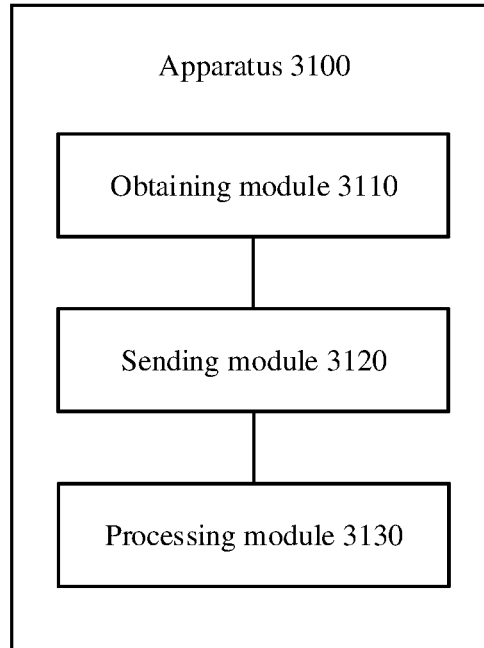 Apparatus 3100
Obtaining module 3110
Sending module 3120
Processing module 3130